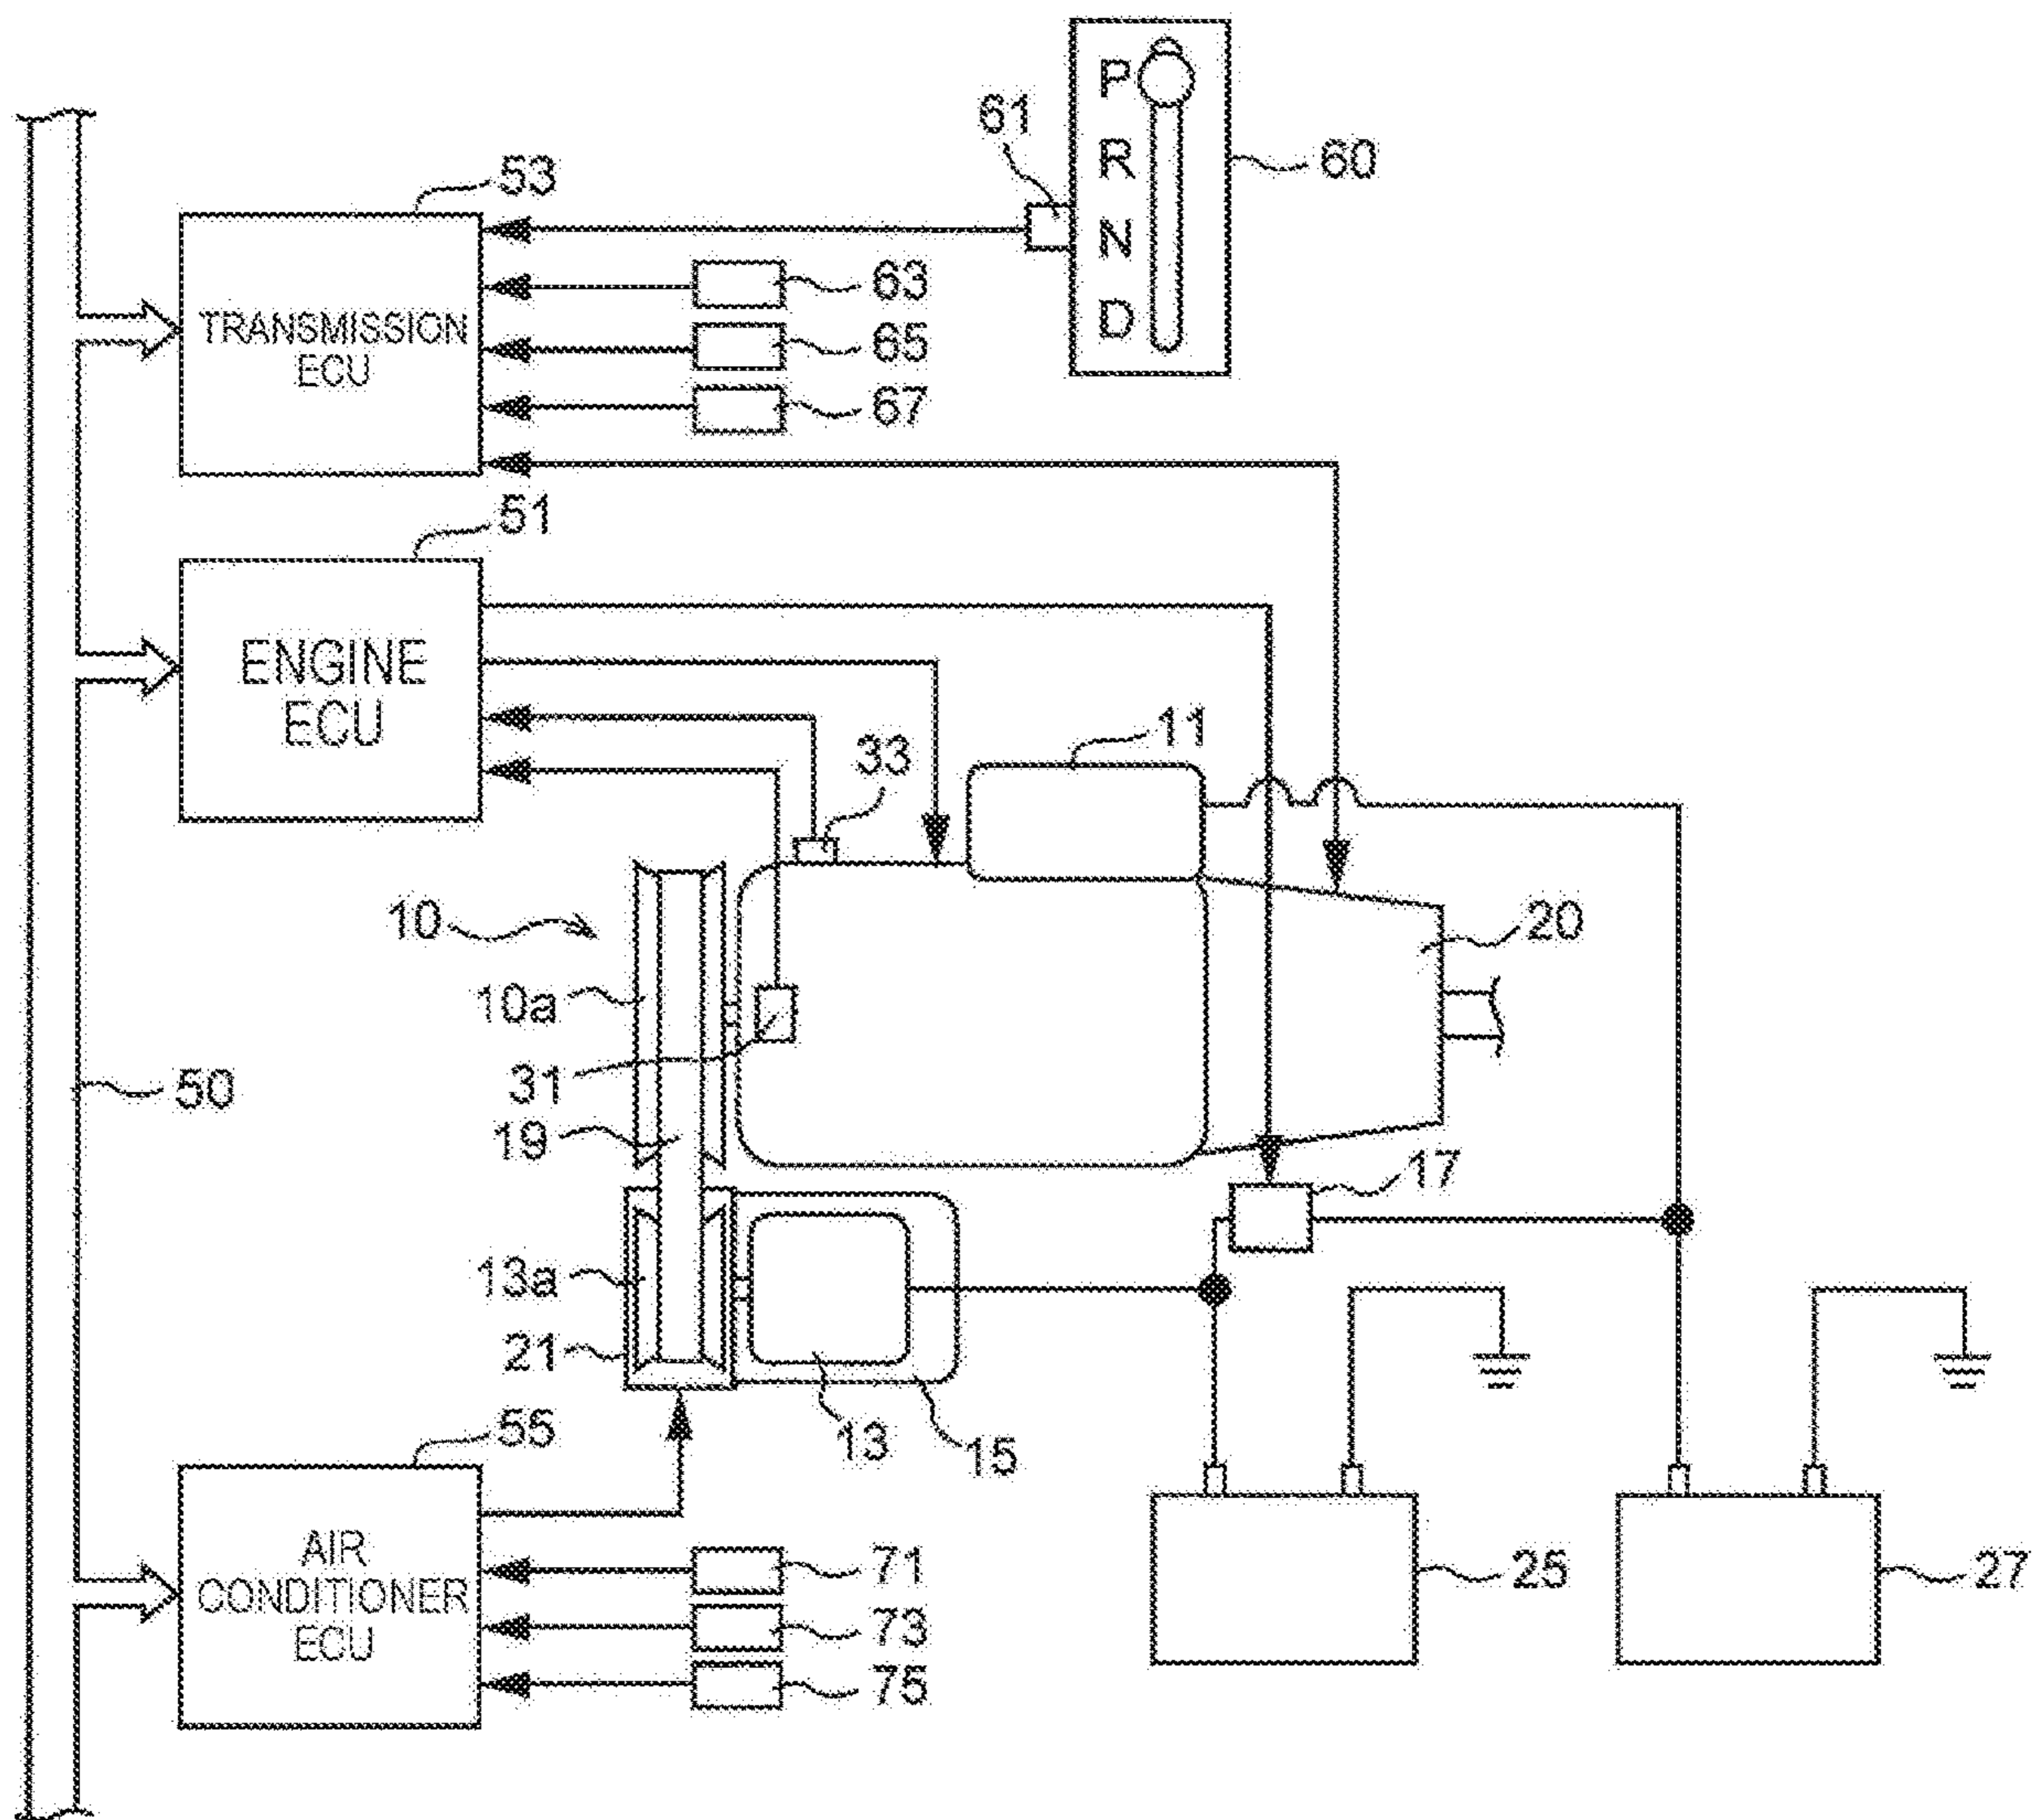 P
61
R
60
53
N
63
TRANSMISSION
ECU
65
D
67
51
ENGINE
ECU
11
33
10
20
10a
31
50
19
17
13a
21
55
13
15
AIR
CONDITIONER
ECU
71
25
27
73
75